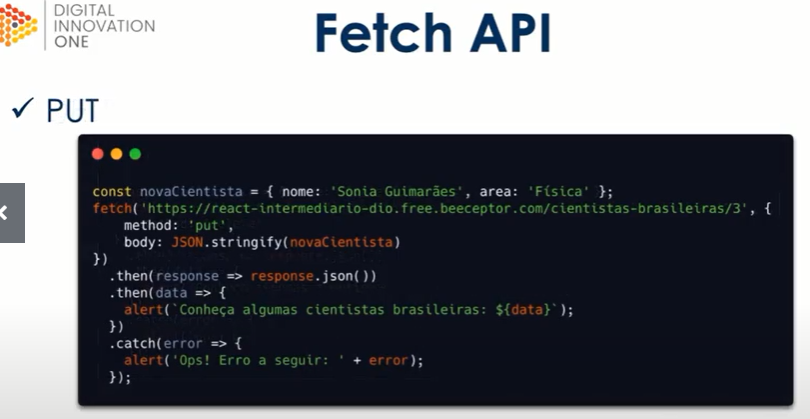 DIGITAL
INNOVATION
ONE
Fetch API
✓ PUT
const novaCientista = { nome: 'Sonia Guimarães', area: 'Física' };
fetch('https://react-intermediario-dio.free.beeceptor.com/cientistas-brasileiras/3', {
    method: 'put',
    body: JSON.stringify(novaCientista)
})
  .then(response => response.json())
  .then(data => {
    alert(`Conheça algumas cientistas brasileiras: ${data}`);
  })
  .catch(error => {
    alert('Ops! Erro a seguir: ' + error);
  });